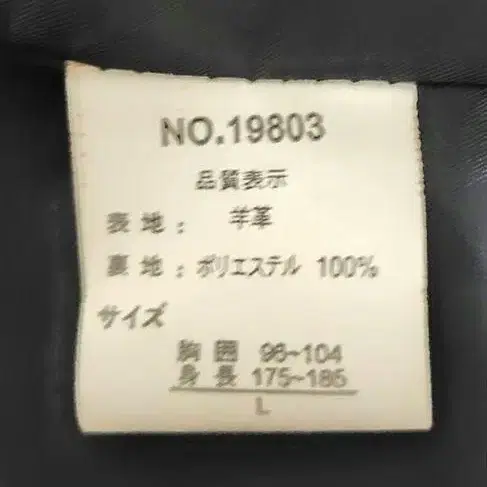 NO.19803
品質表示
表地: 羊革
裏地: ポリエステル 100%
サイズ
胸囲 96~104
身長 175~185
L